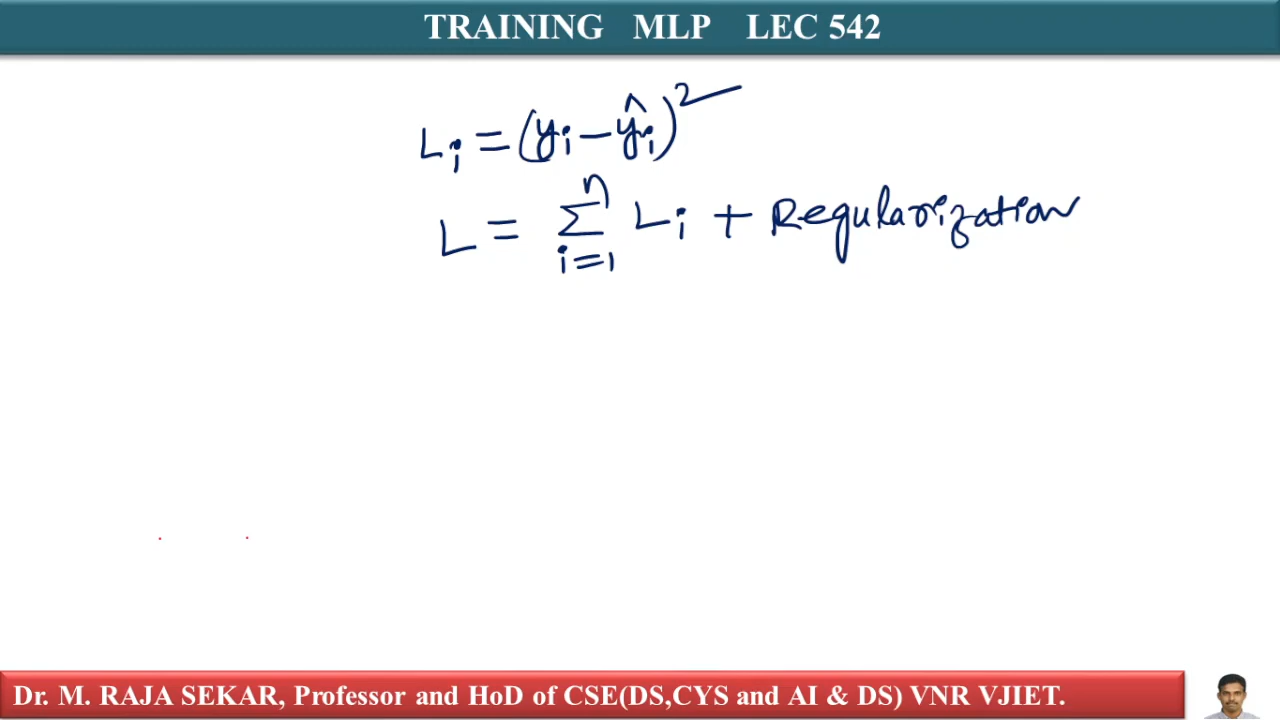 TRAINING MLP LEC 542
Lᵢ = (yᵢ − ŷᵢ)²
L = Σⁿᵢ₌₁ Lᵢ + Regularization
Dr. M. RAJA SEKAR, Professor and HoD of CSE(DS,CYS and AI & DS) VNR VJIET.